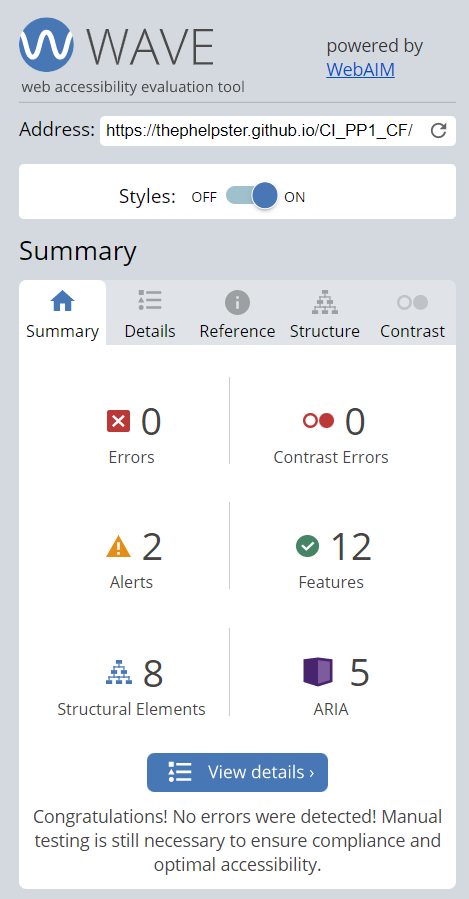 WAVE
web accessibility evaluation tool
powered by
WebAIM
Address: https://thephelpster.github.io/CI_PP1_CF/
Styles: OFF ON
Summary
Summary Details Reference Structure Contrast
0 0
Errors Contrast Errors
2 12
Alerts Features
8 5
Structural Elements ARIA
View details ›
Congratulations! No errors were detected! Manual
testing is still necessary to ensure compliance and
optimal accessibility.